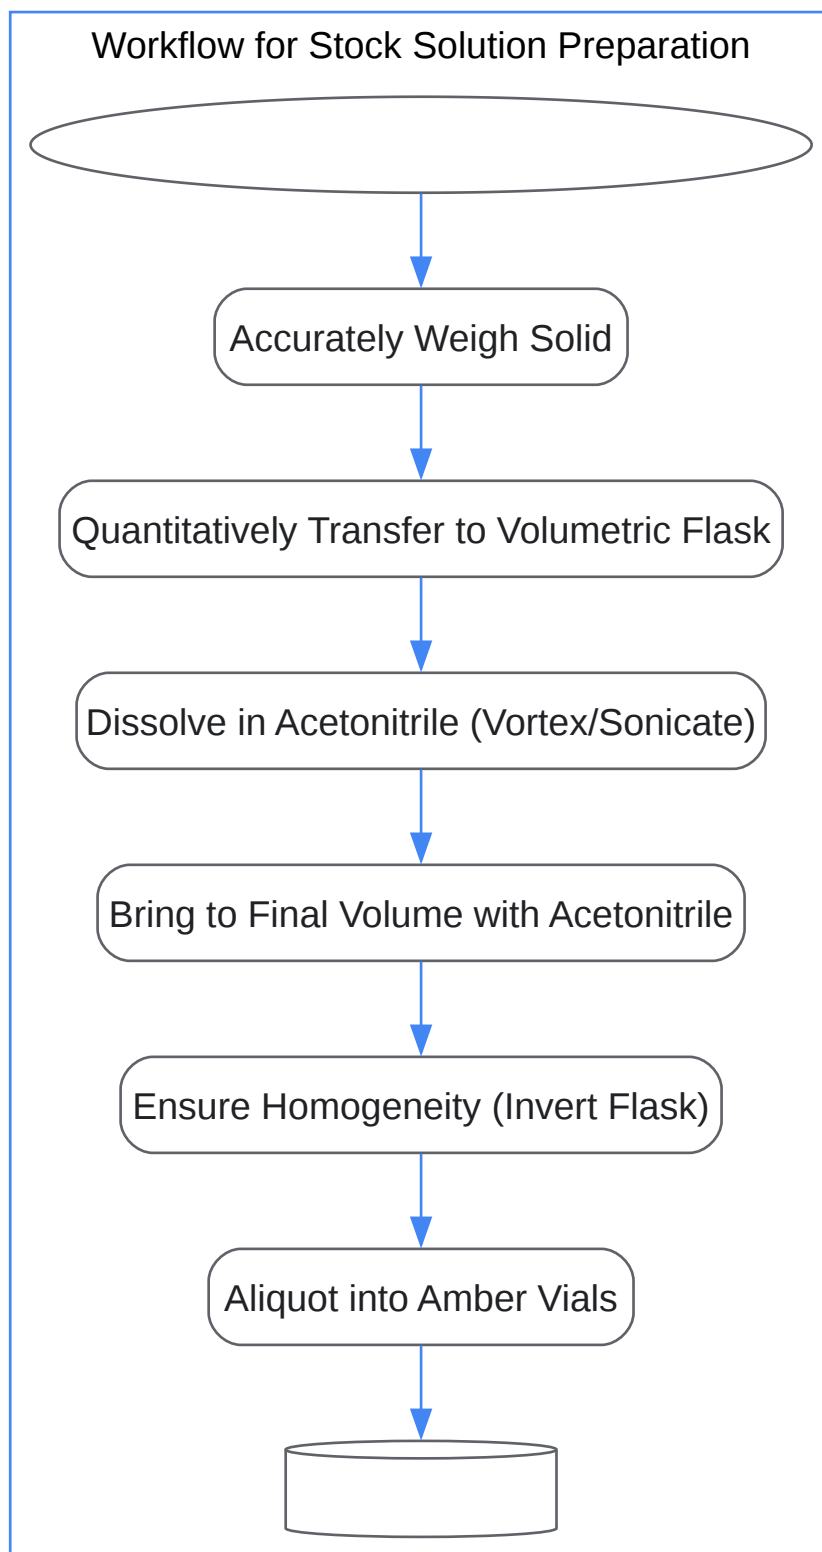 Workflow for Stock Solution Preparation
Accurately Weigh Solid
Quantitatively Transfer to Volumetric Flask
Dissolve in Acetonitrile (Vortex/Sonicate)
Bring to Final Volume with Acetonitrile
Ensure Homogeneity (Invert Flask)
Aliquot into Amber Vials